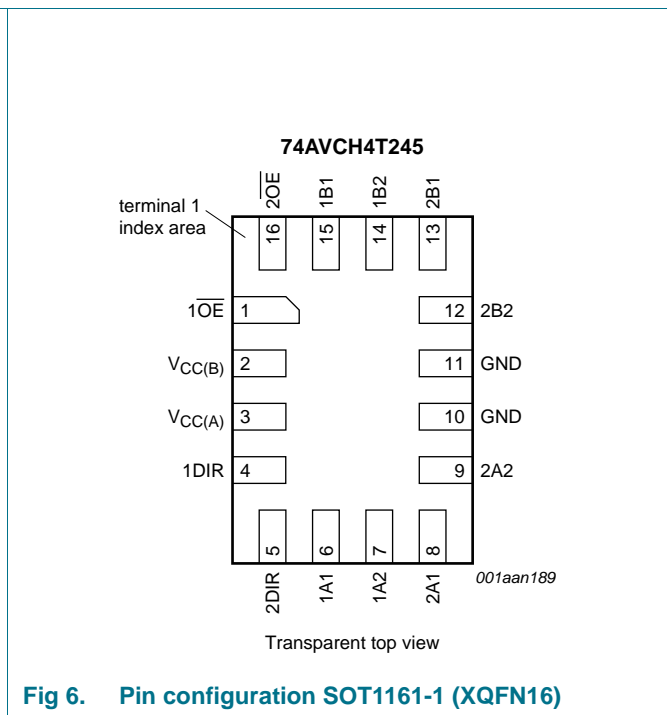 74AVCH4T245
terminal 1
index area
2OE
1B1
1B2
2B1
16
15
14
13
1OE
1
12
2B2
VCC(B)
2
11
GND
VCC(A)
3
10
GND
1DIR
4
9
2A2
5
6
7
8
2DIR
1A1
1A2
2A1
001aan189
Transparent top view
Fig 6. Pin configuration SOT1161-1 (XQFN16)